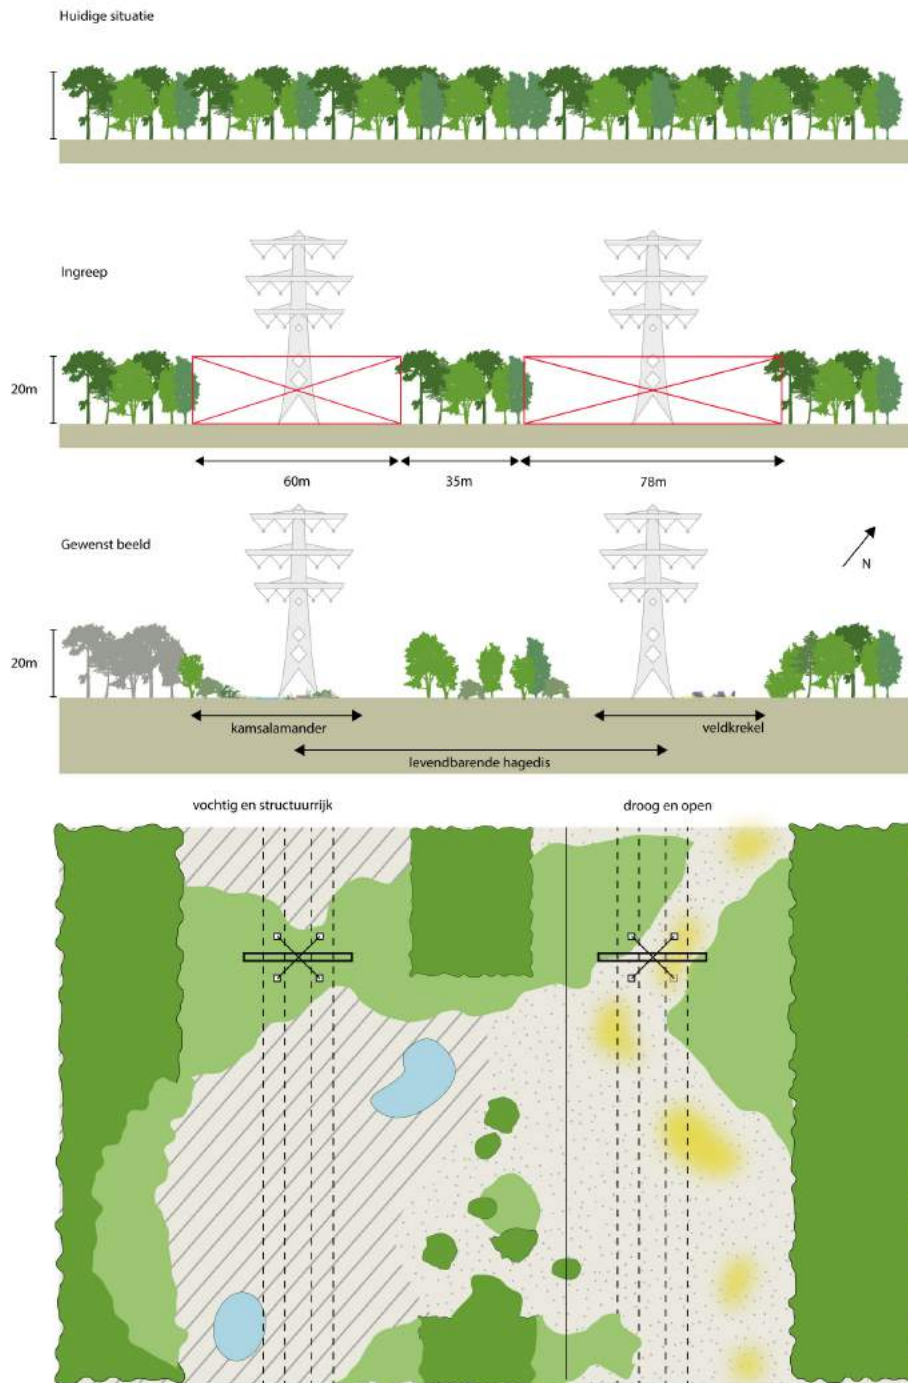 Huidige situatie
Ingreep
20m
60m
35m
78m
Gewenst beeld
N
20m
kamsalamander
veldkrekel
levendbarende hagedis
vochtig en structuurrijk
droog en open